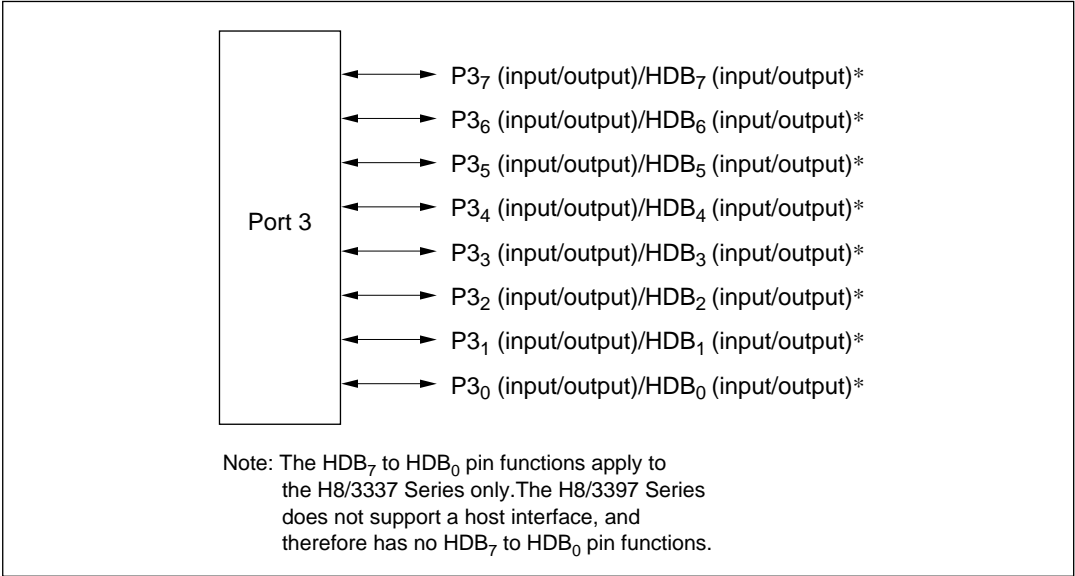 Port 3
P3₇ (input/output)/HDB₇ (input/output)*
P3₆ (input/output)/HDB₆ (input/output)*
P3₅ (input/output)/HDB₅ (input/output)*
P3₄ (input/output)/HDB₄ (input/output)*
P3₃ (input/output)/HDB₃ (input/output)*
P3₂ (input/output)/HDB₂ (input/output)*
P3₁ (input/output)/HDB₁ (input/output)*
P3₀ (input/output)/HDB₀ (input/output)*
Note: The HDB₇ to HDB₀ pin functions apply to
the H8/3337 Series only.The H8/3397 Series
does not support a host interface, and
therefore has no HDB₇ to HDB₀ pin functions.